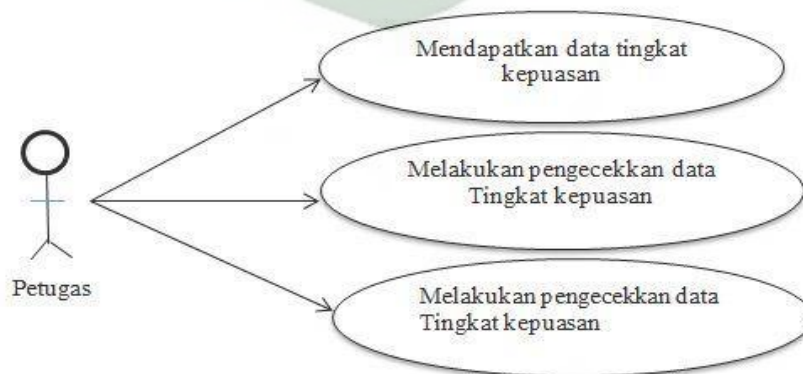 Mendapatkan data tingkat
kepuasan
Melakukan pengecekkan data
Tingkat kepuasan
Petugas
Melakukan pengecekkan data
Tingkat kepuasan